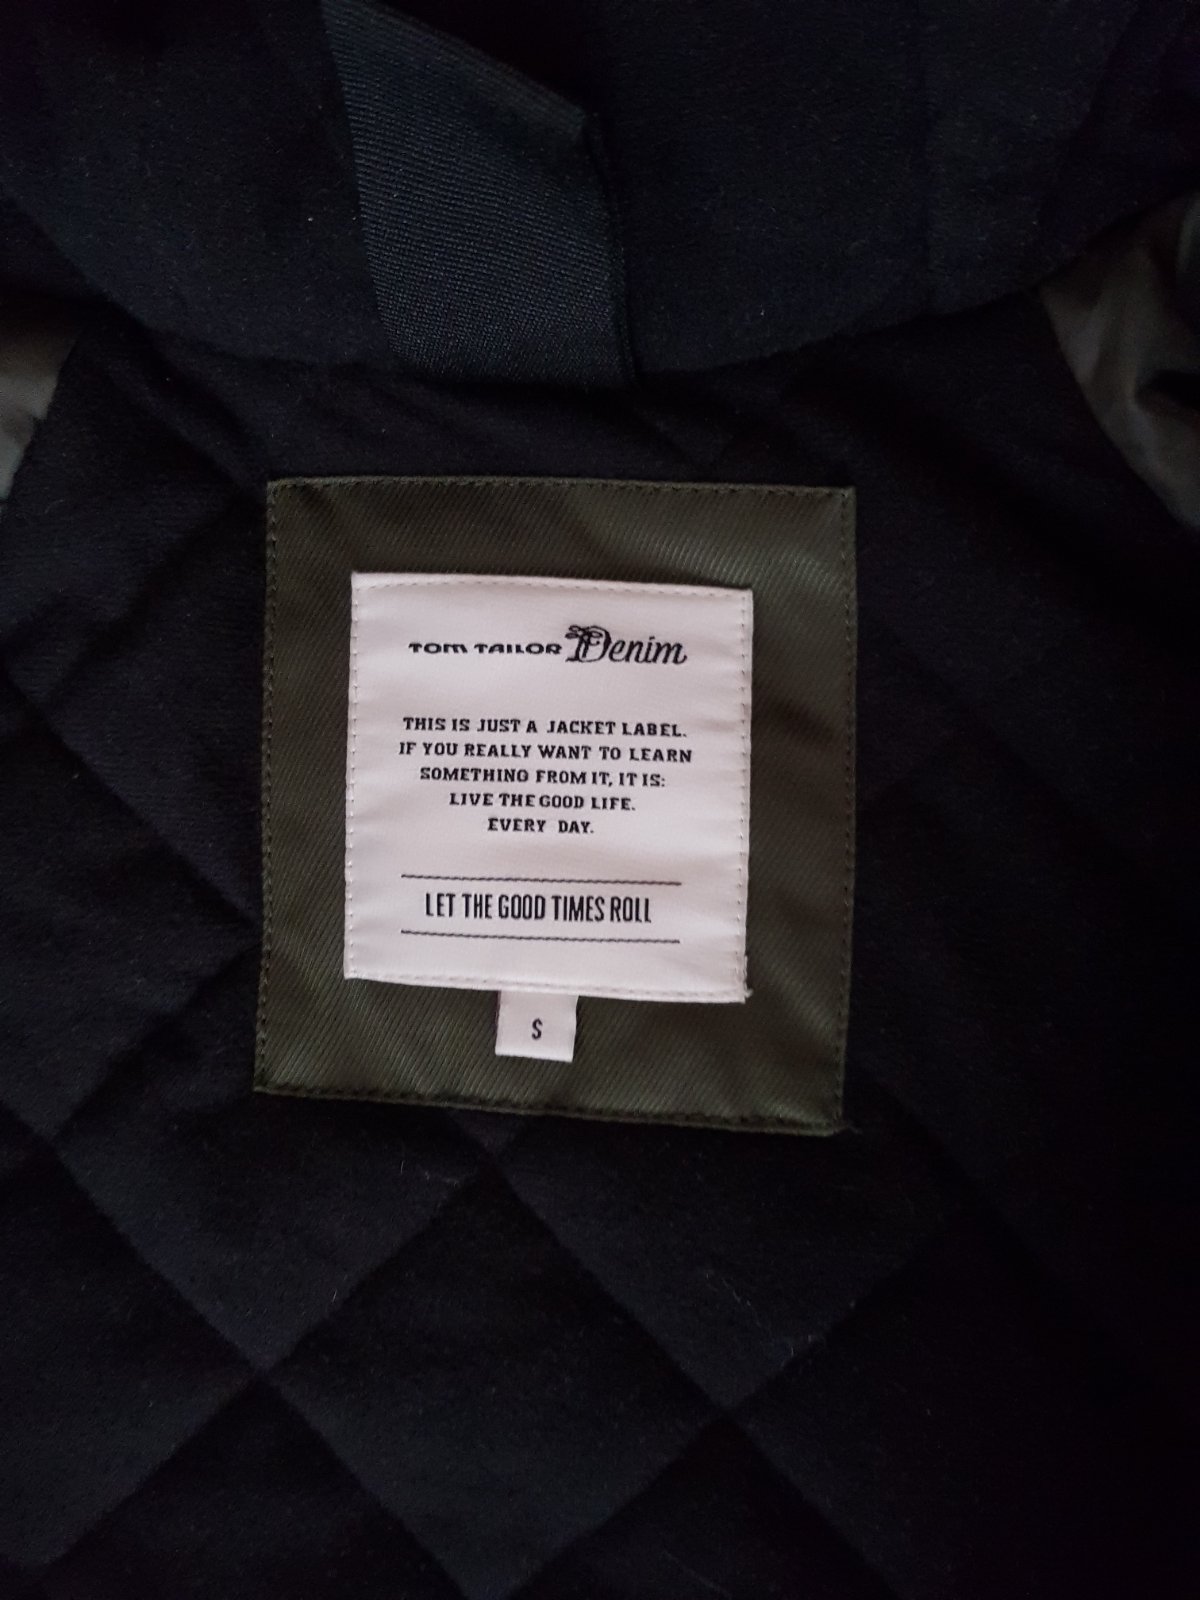 TOM TAILOR Denim
THIS IS JUST A JACKET LABEL.
IF YOU REALLY WANT TO LEARN
SOMETHING FROM IT, IT IS:
LIVE THE GOOD LIFE.
EVERY DAY.
LET THE GOOD TIMES ROLL
S